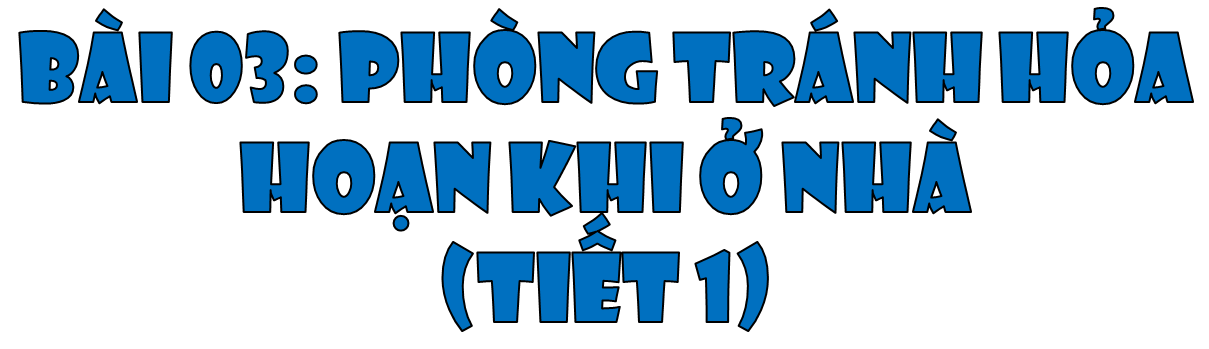 BÀI 03: PHÒNG TRÁNH HỎA
HOẠN KHI Ở NHÀ
(TIẾT 1)